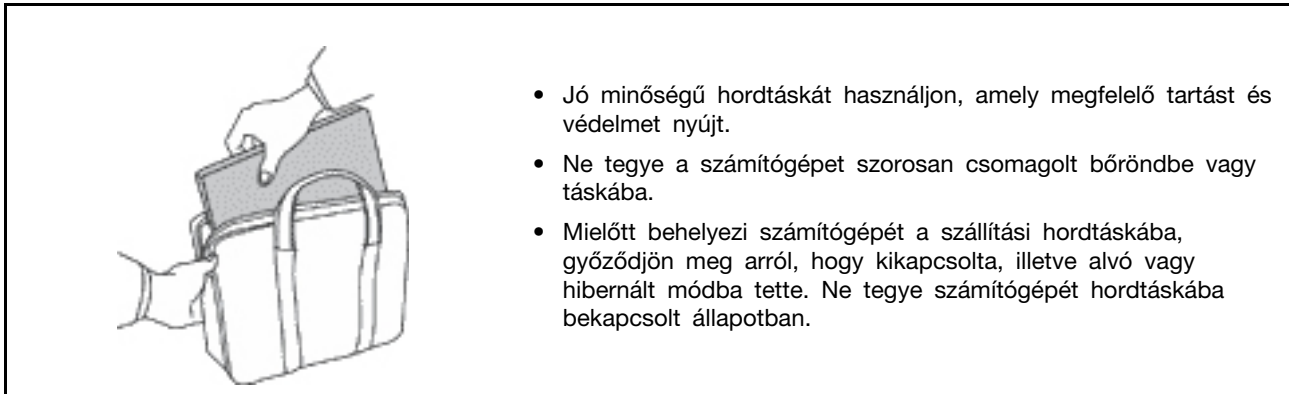 • Jó minőségű hordtáskát használjon, amely megfelelő tartást és
védelmet nyújt.
• Ne tegye a számítógépet szorosan csomagolt bőröndbe vagy
táskába.
• Mielőtt behelyezi számítógépét a szállítási hordtáskába,
győződjön meg arról, hogy kikapcsolta, illetve alvó vagy
hibernált módba tette. Ne tegye számítógépét hordtáskába
bekapcsolt állapotban.